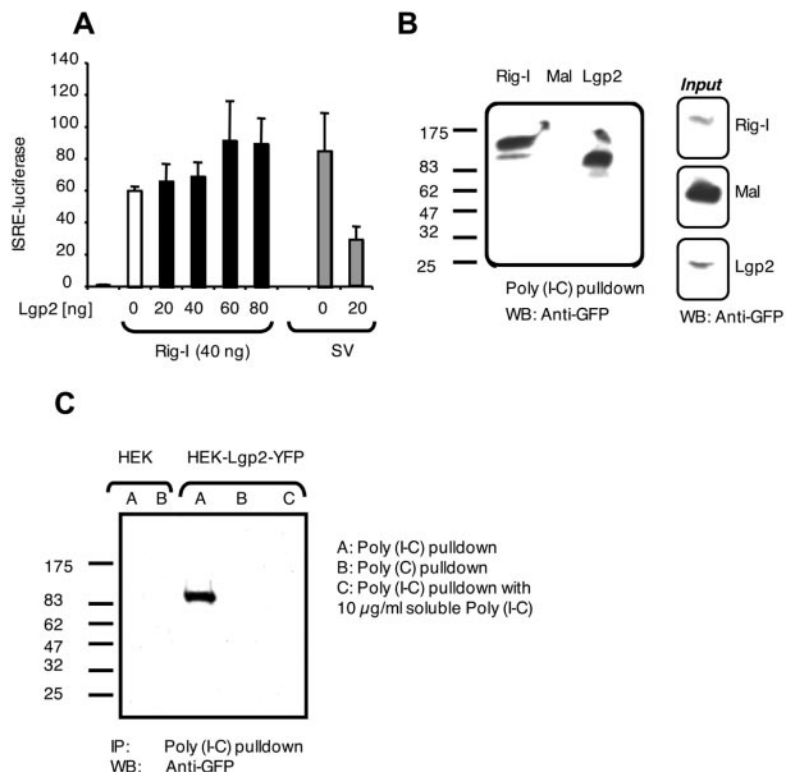 A
140
120
100
80
60
40
20
0
ISRE-luciferase
Lgp2 [ng]
0 20 40 60 80 0 20
Rig-I (40 ng) SV
B
Rig-I Mal Lgp2
175
83
62
47
32
25
Poly (I-C) pulldown
WB: Anti-GFP
Input
Rig-I
Mal
Lgp2
WB: Anti-GFP
C
HEK HEK-Lgp2-YFP
A B A B C
175
83
62
47
32
25
A: Poly (I-C) pulldown
B: Poly (C) pulldown
C: Poly (I-C) pulldown with
10 µg/ml soluble Poly (I-C)
IP: Poly (I-C) pulldown
WB: Anti-GFP